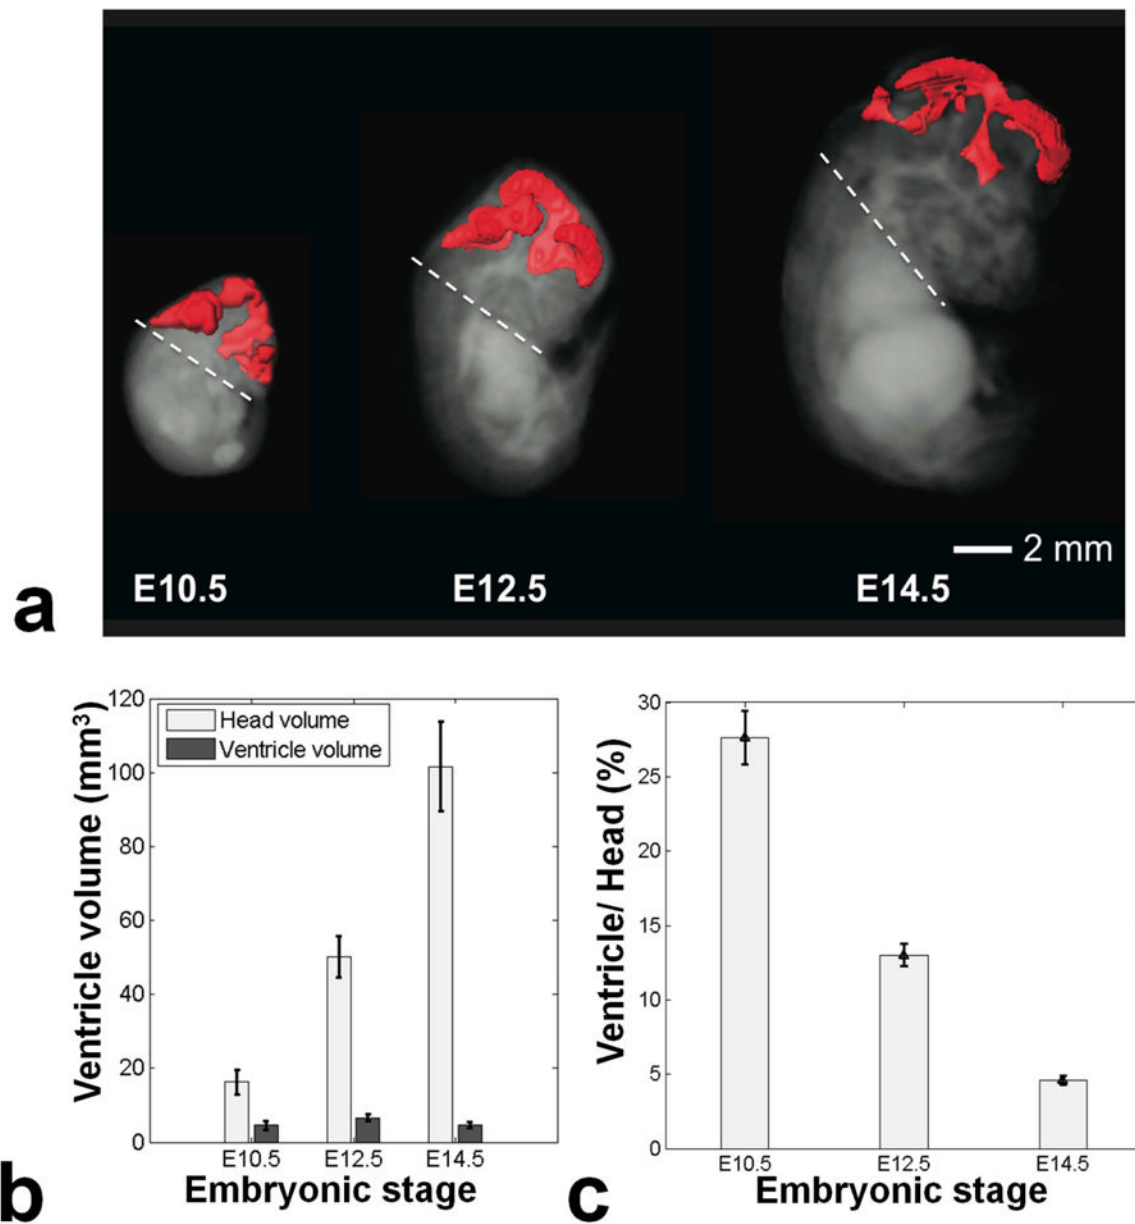 2 mm
E10.5
E12.5
E14.5
a
120
100
80
60
40
20
0
Ventricle volume (mm³)
Head volume
Ventricle volume
E10.5
E12.5
E14.5
Embryonic stage
b
30
25
20
15
10
5
0
Ventricle/ Head (%)
E10.5
E12.5
E14.5
Embryonic stage
c